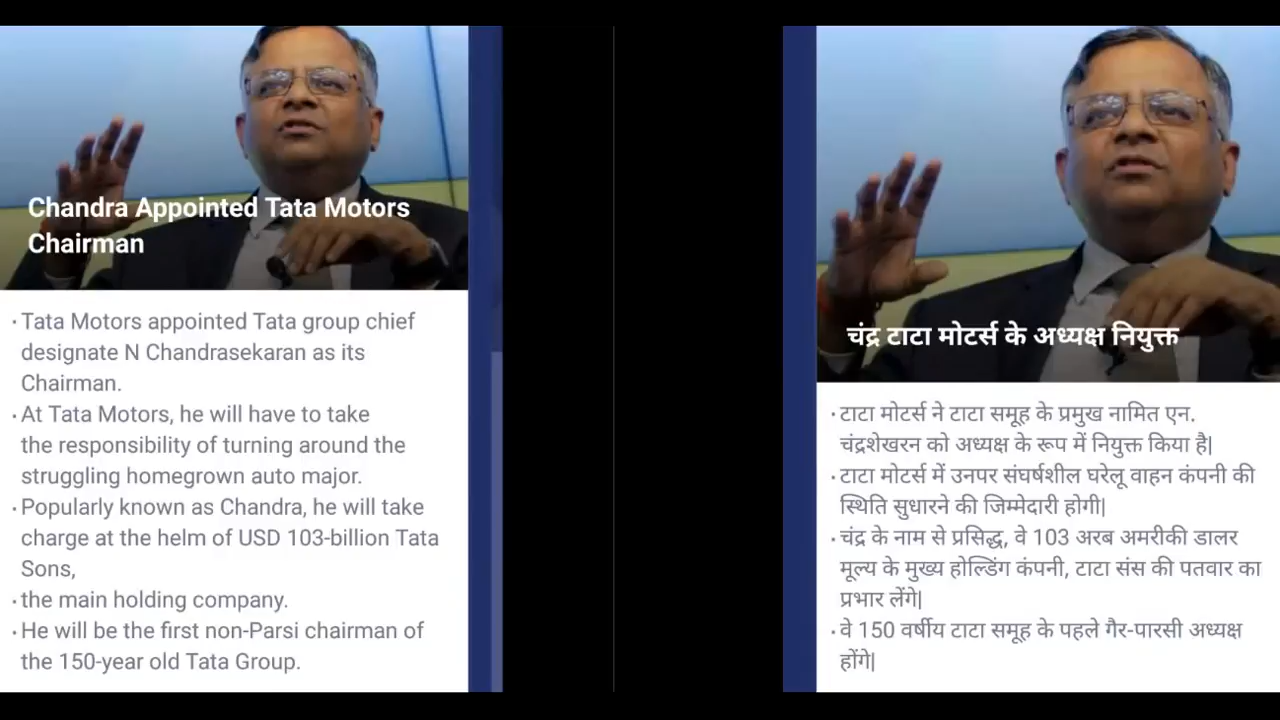 Chandra Appointed Tata Motors
Chairman
· Tata Motors appointed Tata group chief
designate N Chandrasekaran as its
Chairman.
· At Tata Motors, he will have to take
the responsibility of turning around the
struggling homegrown auto major.
· Popularly known as Chandra, he will take
charge at the helm of USD 103-billion Tata
Sons,
· the main holding company.
· He will be the first non-Parsi chairman of
the 150-year old Tata Group.
चंद्र टाटा मोटर्स के अध्यक्ष नियुक्त
· टाटा मोटर्स ने टाटा समूह के प्रमुख नामित एन.
चंद्रशेखरन को अध्यक्ष के रूप में नियुक्त किया है|
· टाटा मोटर्स में उनपर संघर्षशील घरेलू वाहन कंपनी की
स्थिति सुधारने की जिम्मेदारी होगी|
· चंद्र के नाम से प्रसिद्ध, वे 103 अरब अमरीकी डालर
मूल्य के मुख्य होल्डिंग कंपनी, टाटा संस की पतवार का
प्रभार लेंगे|
· वे 150 वर्षीय टाटा समूह के पहले गैर-पारसी अध्यक्ष
होंगे|